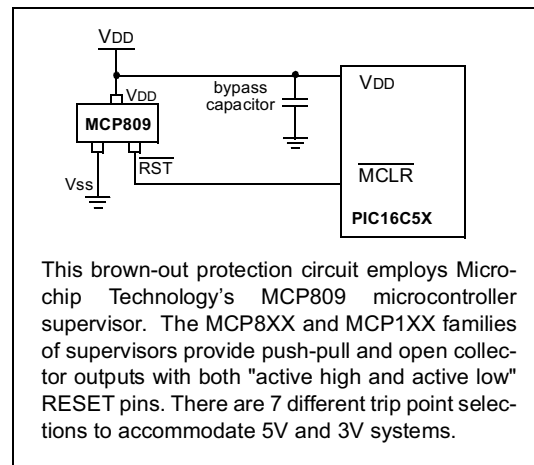 VDD
VDD
bypass
capacitor
VDD
MCP809
RST
Vss
MCLR
PIC16C5X
This brown-out protection circuit employs Micro-
chip Technology's MCP809 microcontroller
supervisor. The MCP8XX and MCP1XX families
of supervisors provide push-pull and open collec-
tor outputs with both "active high and active low"
RESET pins. There are 7 different trip point selec-
tions to accommodate 5V and 3V systems.